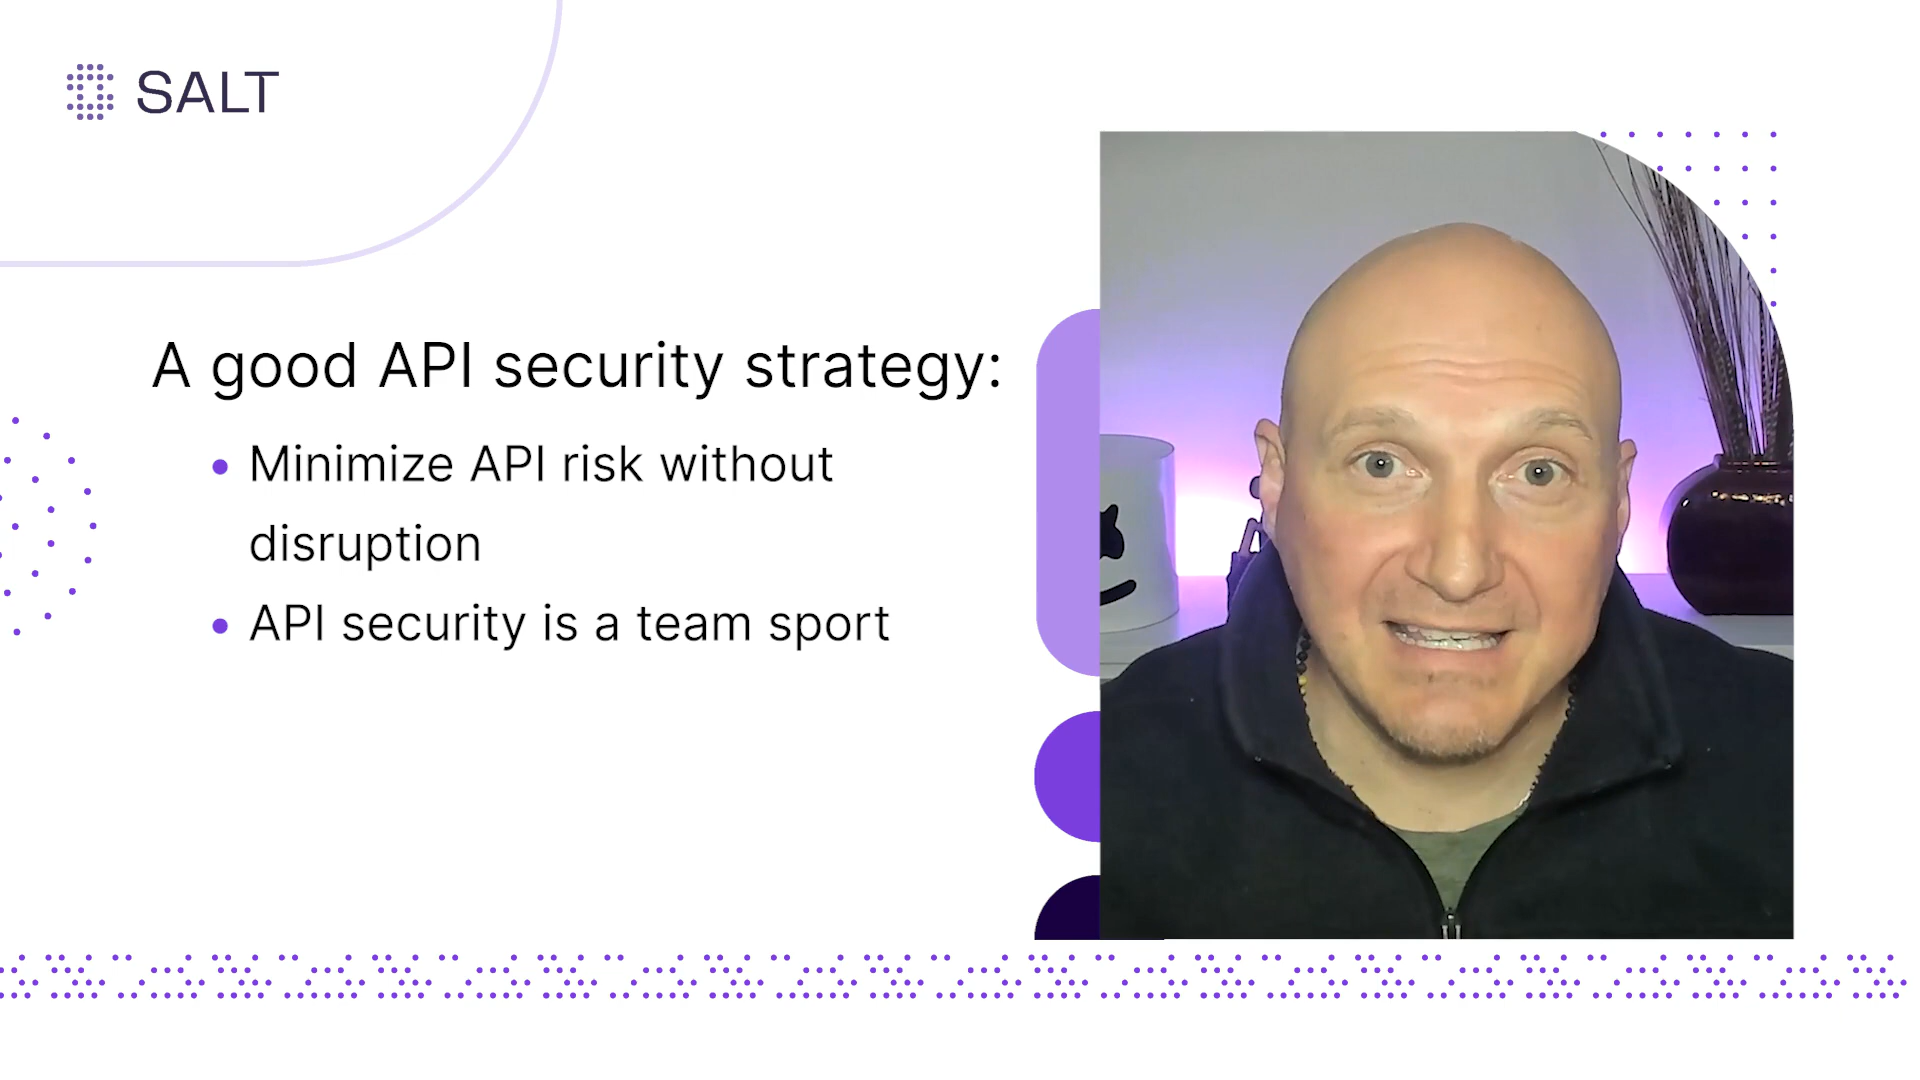 SALT
A good API security strategy:
• Minimize API risk without
disruption
• API security is a team sport